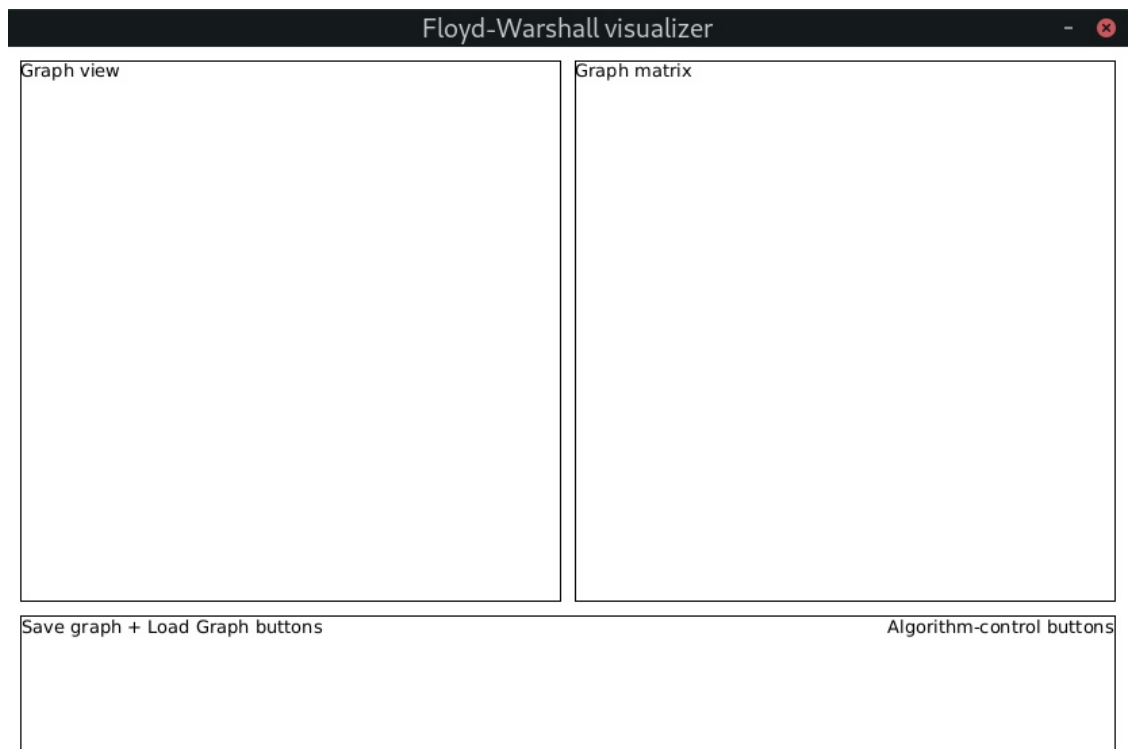 Floyd-Warshall visualizer
Graph view
Graph matrix
Save graph + Load Graph buttons
Algorithm-control buttons